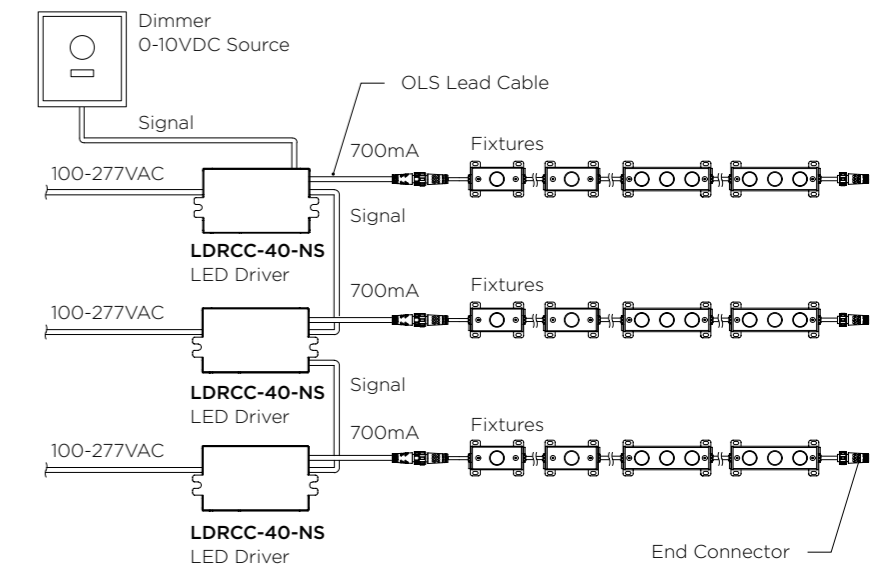 Dimmer
0-10VDC Source
OLS Lead Cable
Signal
700mA
Fixtures
100-277VAC
Signal
LDRCC-40-NS
LED Driver
700mA
Fixtures
100-277VAC
Signal
LDRCC-40-NS
LED Driver
700mA
Fixtures
100-277VAC
LDRCC-40-NS
LED Driver
End Connector